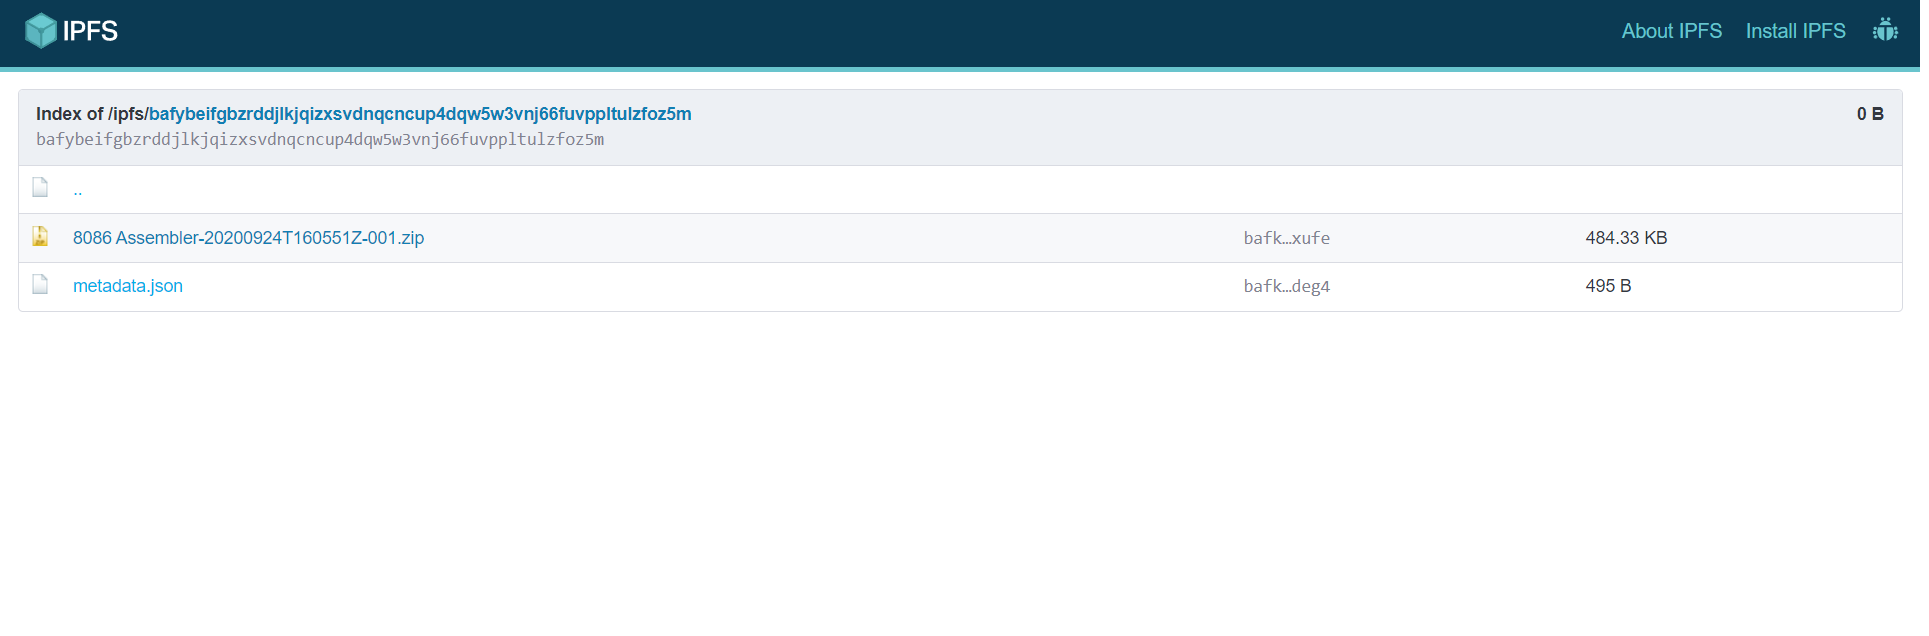 IPFS
About IPFS Install IPFS
Index of /ipfs/bafybeifgbzrddjlkjqizxsvdnqcncup4dqw5w3vnj66fuvppltulzfoz5m 0 B
bafybeifgbzrddjlkjqizxsvdnqcncup4dqw5w3vnj66fuvppltulzfoz5m
..
8086 Assembler-20200924T160551Z-001.zip bafk…xufe 484.33 KB
metadata.json bafk…deg4 495 B